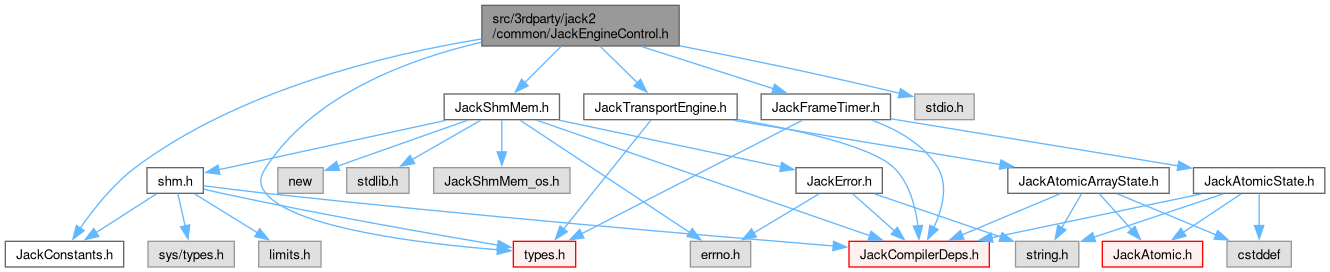 src/3rdparty/jack2
/common/JackEngineControl.h
JackShmMem.h
JackTransportEngine.h
JackFrameTimer.h
stdio.h
shm.h
new
stdlib.h
JackShmMem_os.h
JackError.h
JackAtomicArrayState.h
JackAtomicState.h
JackConstants.h
sys/types.h
limits.h
types.h
errno.h
JackCompilerDeps.h
string.h
JackAtomic.h
cstddef